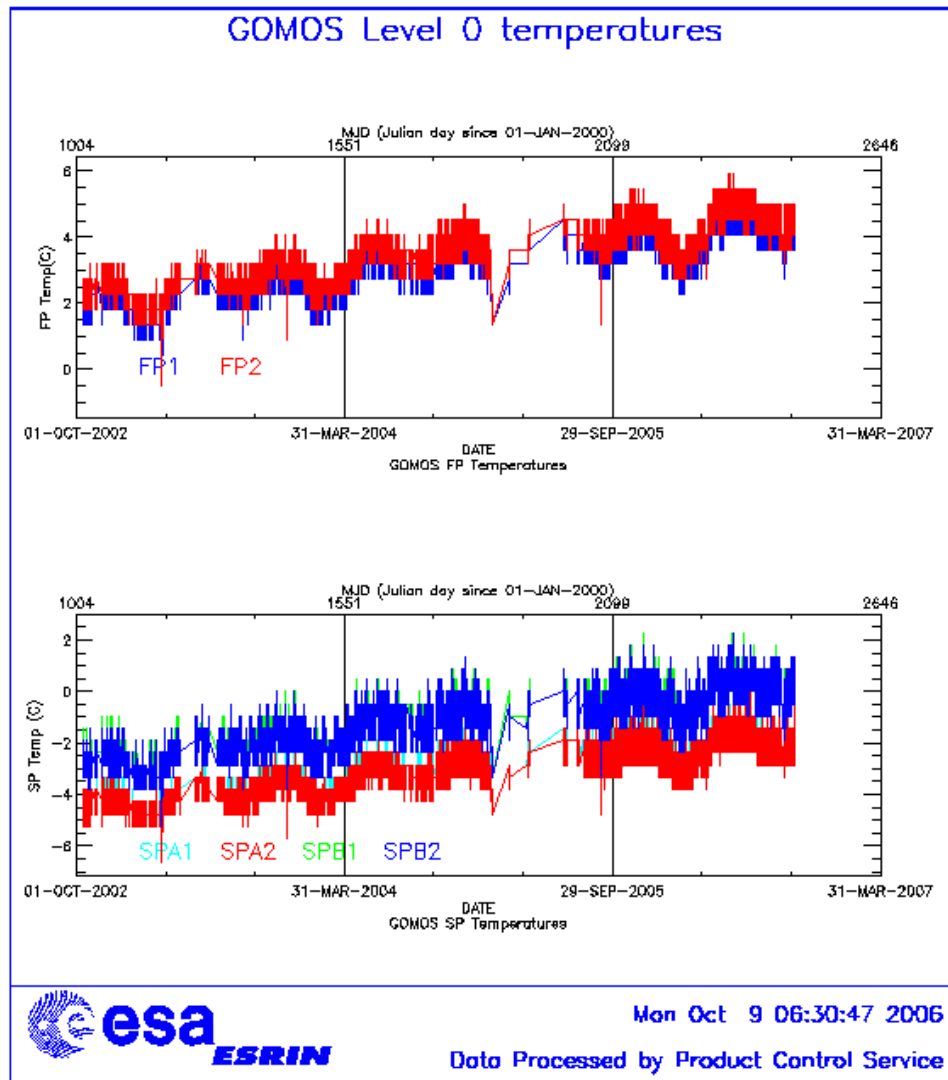 GOMOS Level 0 temperatures
MJD (Julian day since 01-JAN-2000)
1004 1551 2099 2646
6
4
2
0
FP Temp(C)
FP1 FP2
01-OCT-2002 31-MAR-2004 29-SEP-2005 31-MAR-2007
DATE
GOMOS FP Temperatures
MJD (Julian day since 01-JAN-2000)
1004 1551 2099 2646
2
0
-2
-4
-6
SP Temp (C)
SPA1 SPA2 SPB1 SPB2
01-OCT-2002 31-MAR-2004 29-SEP-2005 31-MAR-2007
DATE
GOMOS SP Temperatures
esa
ESRIN
Mon Oct 9 06:30:47 2006
Data Processed by Product Control Service